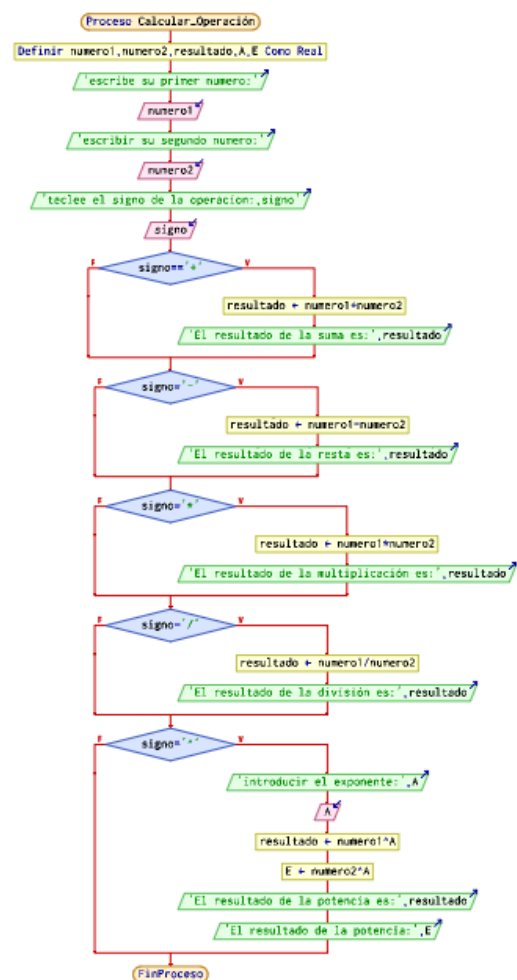 Proceso Calcular_Operación
Definir numero1,numero2,resultado,A,E Como Real
'escribe su primer numero:'
numero1
'escribir su segundo numero:'
numero2
'teclee el signo de la operacion:,signo'
signo
F signo=='+' V
resultado ← numero1+numero2
'El resultado de la suma es:',resultado
F signo='-' V
resultado ← numero1-numero2
'El resultado de la resta es:',resultado
F signo='*' V
resultado ← numero1*numero2
'El resultado de la multiplicación es:',resultado
F signo='/' V
resultado ← numero1/numero2
'El resultado de la división es:',resultado
F signo='^' V
'introducir el exponente:',A
A
resultado ← numero1^A
E ← numero2^A
'El resultado de la potencia es:',resultado
'El resultado de la potencia:',E
FinProceso